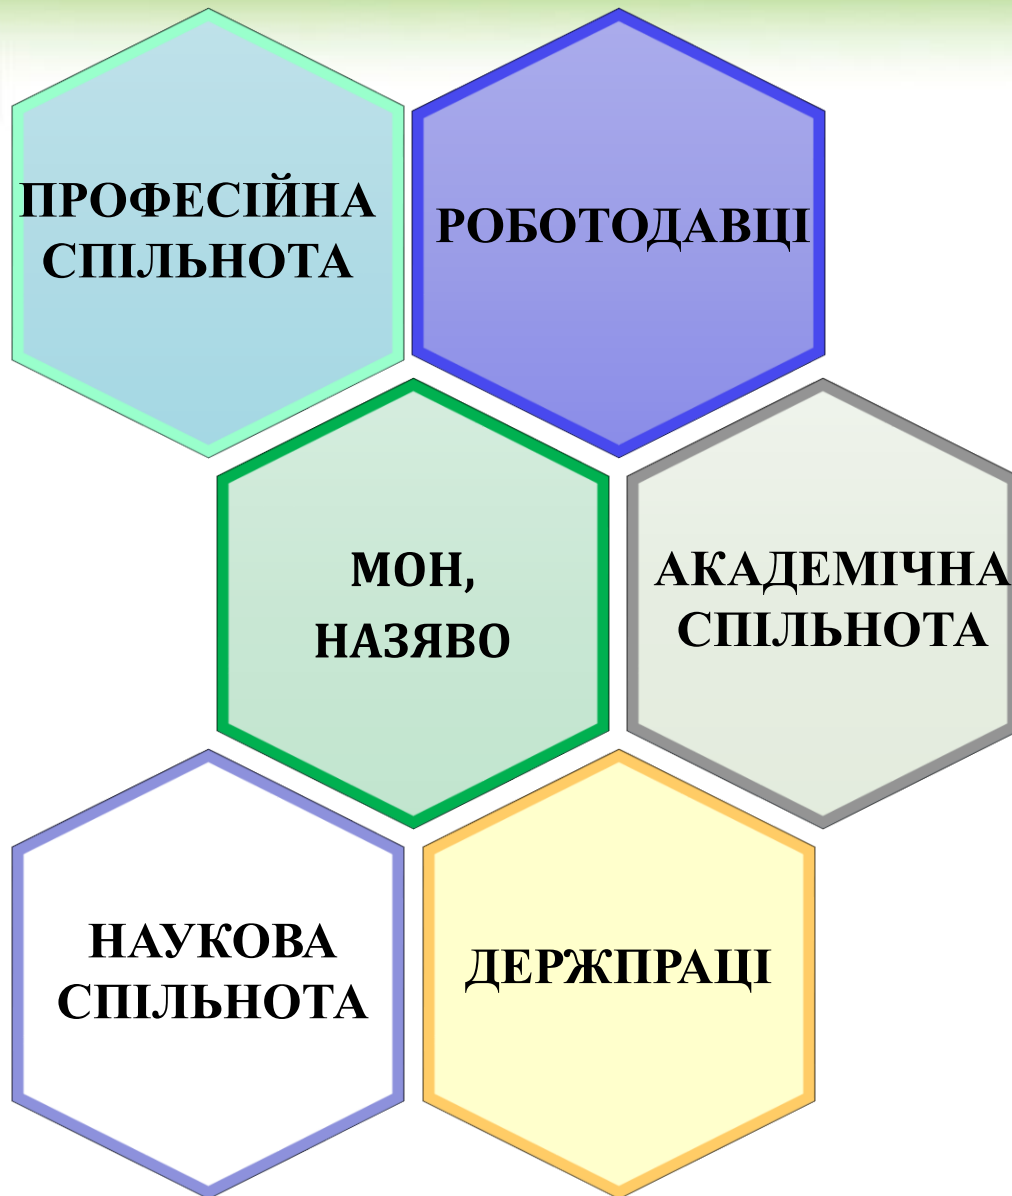 ПРОФЕСІЙНА
СПІЛЬНОТА
РОБОТОДАВЦІ
МОН,
НАЗЯВО
АКАДЕМІЧНА
СПІЛЬНОТА
НАУКОВА
СПІЛЬНОТА
ДЕРЖПРАЦІ